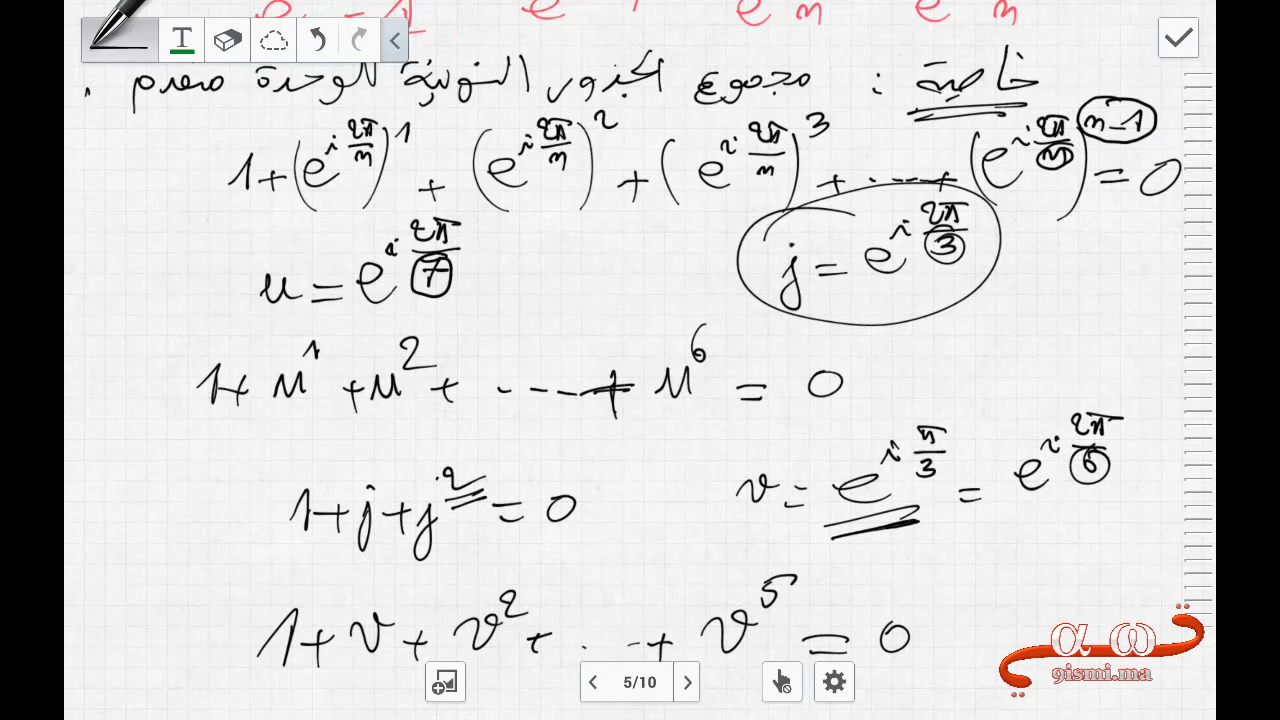 خاصية : مجموع الجذور النونية للوحدة منعدم .
1+(e^{i 2π/n})^1 + (e^{i 2π/n})^2 + (e^{i 2π/n})^3 + ----+ (e^{i 2π/n})^{n-1} = 0
u = e^{i 2π/7} j = e^{i 2π/3}
1+ u^1 + u^2 + ----+ u^6 = 0
1+j+j^2 = 0 v = e^{i π/3} = e^{i 2π/6}
1+ v + v^2 + ...+ v^5 = 0
5/10
α ω
gismi.ma